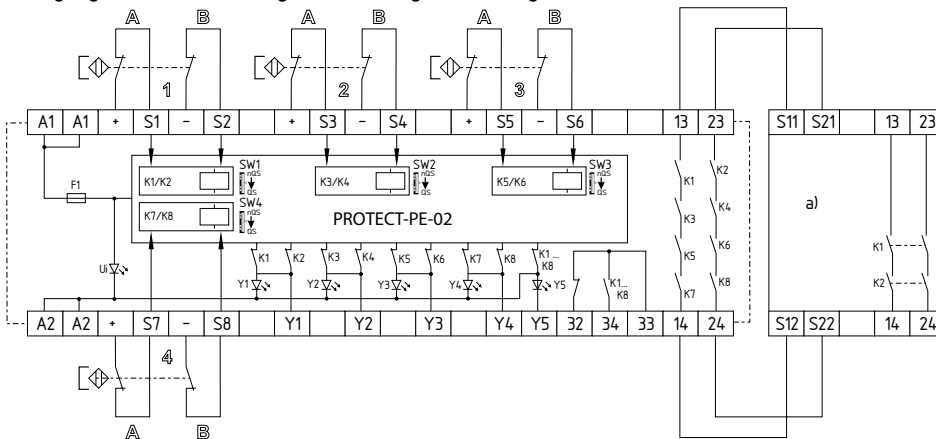 A B A B A B
1 2 3
A1 A1 + S1 - S2 + S3 - S4 + S5 - S6 13 23 S11 S21 13 23
F1 K1/K2 SW1 nQS QS K3/K4 SW2 nQS QS K5/K6 SW3 nQS QS K1 K2
K7/K8 SW4 nQS QS PROTECT-PE-02 K3 K4 a)
K1 K2 K3 K4 K5 K6 K7 K8 K1 ... K8 K5 K6 K1
Ui Y1 Y2 Y3 Y4 Y5 K1... K8 K7 K8 K2
A2 A2 + S7 - S8 Y1 Y2 Y3 Y4 Y5 32 34 33 14 24 S12 S22 14 24
4
A B